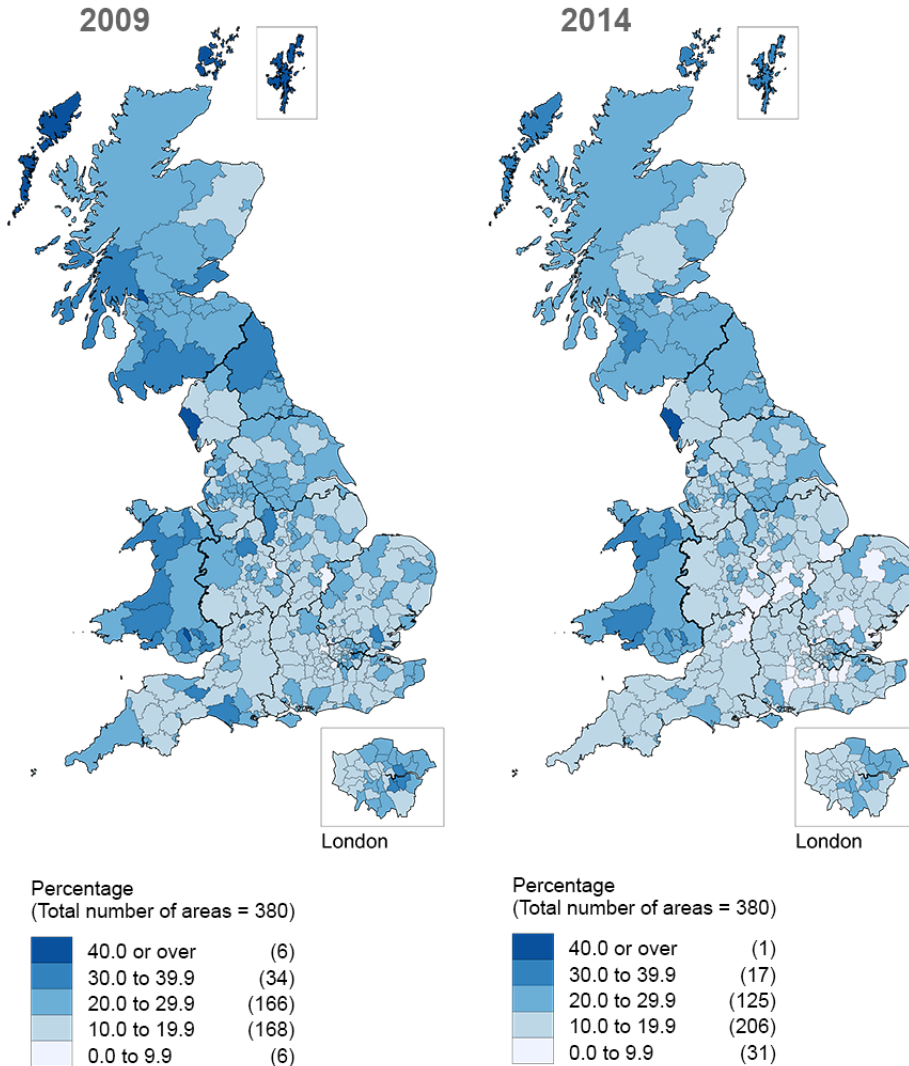 2009
2014
London
London
Percentage
(Total number of areas = 380)
40.0 or over (6)
30.0 to 39.9 (34)
20.0 to 29.9 (166)
10.0 to 19.9 (168)
0.0 to 9.9 (6)
Percentage
(Total number of areas = 380)
40.0 or over (1)
30.0 to 39.9 (17)
20.0 to 29.9 (125)
10.0 to 19.9 (206)
0.0 to 9.9 (31)